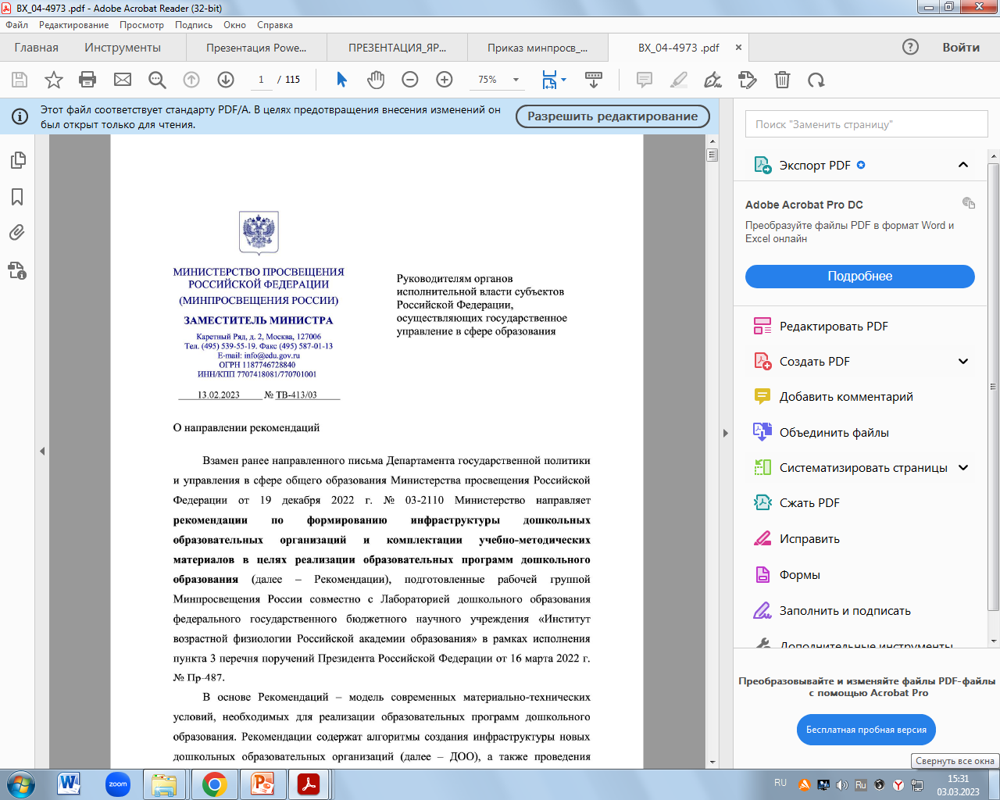 BX_04-4973 .pdf - Adobe Acrobat Reader (32-bit)
Файл Редактирование Просмотр Подпись Окно Справка
Главная Инструменты Презентация Powe... ПРЕЗЕНТАЦИЯ_ЯР... Приказ минпросв_... BX_04-4973 .pdf Войти
1 / 115 75%
Этот файл соответствует стандарту PDF/A. В целях предотвращения внесения изменений он
был открыт только для чтения.
Разрешить редактирование
МИНИСТЕРСТВО ПРОСВЕЩЕНИЯ
РОССИЙСКОЙ ФЕДЕРАЦИИ
(МИНПРОСВЕЩЕНИЯ РОССИИ)
ЗАМЕСТИТЕЛЬ МИНИСТРА
Каретный Ряд, д. 2, Москва, 127006
Тел. (495) 539-55-19. Факс (495) 587-01-13
E-mail: info@edu.gov.ru
ОГРН 1187746728840
ИНН/КПП 7707418081/770701001
13.02.2023 № ТВ-413/03
Руководителям органов
исполнительной власти субъектов
Российской Федерации,
осуществляющих государственное
управление в сфере образования
О направлении рекомендаций
Взамен ранее направленного письма Департамента государственной политики
и управления в сфере общего образования Министерства просвещения Российской
Федерации от 19 декабря 2022 г. № 03-2110 Министерство направляет
рекомендации по формированию инфраструктуры дошкольных
образовательных организаций и комплектации учебно-методических
материалов в целях реализации образовательных программ дошкольного
образования (далее – Рекомендации), подготовленные рабочей группой
Минпросвещения России совместно с Лабораторией дошкольного образования
федерального государственного бюджетного научного учреждения «Институт
возрастной физиологии Российской академии образования» в рамках исполнения
пункта 3 перечня поручений Президента Российской Федерации от 16 марта 2022 г.
№ Пр-487.
В основе Рекомендаций – модель современных материально-технических
условий, необходимых для реализации образовательных программ дошкольного
образования. Рекомендации содержат алгоритмы создания инфраструктуры новых
дошкольных образовательных организаций (далее – ДОО), а также проведения
Поиск "Заменить страницу"
Экспорт PDF
Adobe Acrobat Pro DC
Преобразуйте файлы PDF в формат Word и
Excel онлайн
Подробнее
Редактировать PDF
Создать PDF
Добавить комментарий
Объединить файлы
Систематизировать страницы
Сжать PDF
Исправить
Формы
Заполнить и подписать
Дополнительные инструменты
Преобразовывайте и изменяйте файлы PDF-файлы
с помощью Acrobat Pro
Бесплатная пробная версия
Свернуть все окна
zoom
RU
Ru
15:31
03.03.2023